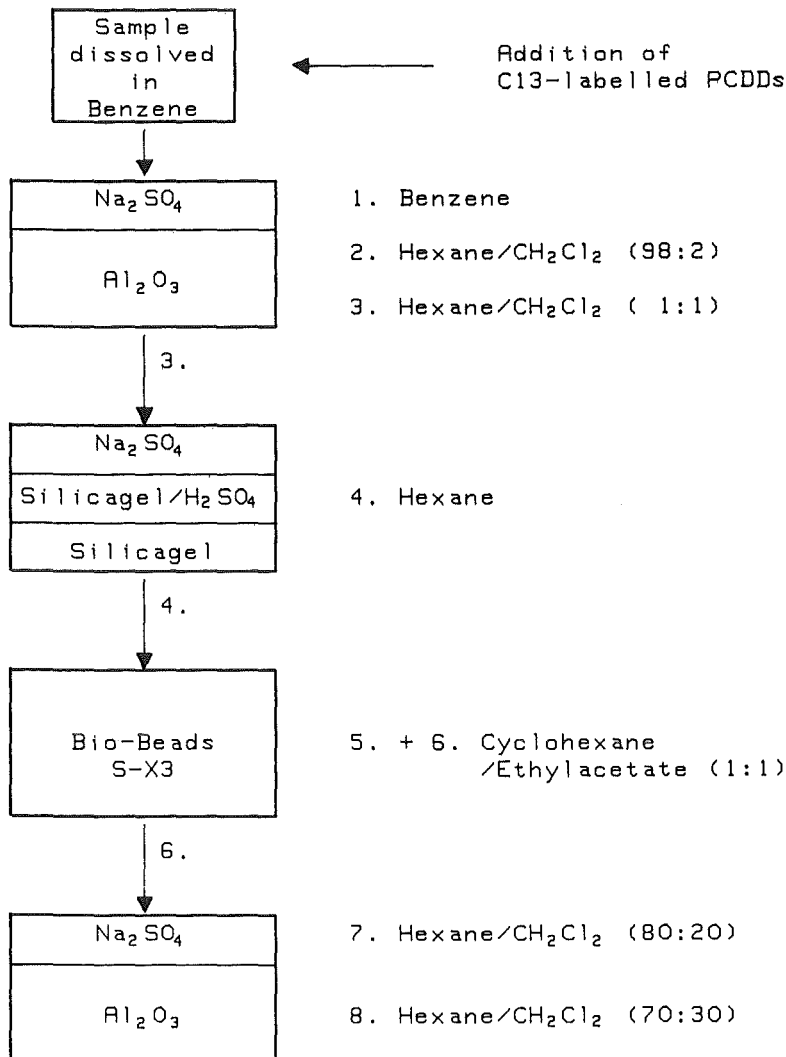 Sample
dissolved
in
Benzene
Addition of
C13-labelled PCDDs
Na₂SO₄
Al₂O₃
1. Benzene
2. Hexane/CH₂Cl₂ (98:2)
3. Hexane/CH₂Cl₂ ( 1:1)
3.
Na₂SO₄
Silicagel/H₂SO₄
Silicagel
4. Hexane
4.
Bio-Beads
S-X3
5. + 6. Cyclohexane
/Ethylacetate (1:1)
6.
Na₂SO₄
Al₂O₃
7. Hexane/CH₂Cl₂ (80:20)
8. Hexane/CH₂Cl₂ (70:30)